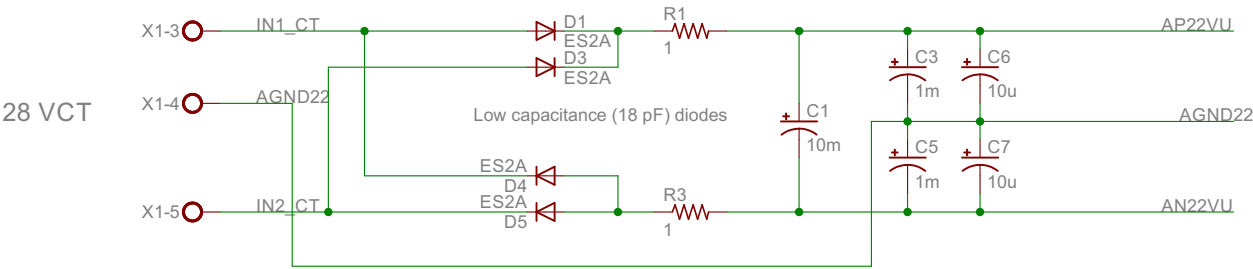 X1-3 IN1_CT D1 R1 AP22VU
ES2A 1
D3 C3 C6
ES2A 1m 10u
28 VCT X1-4 AGND22 Low capacitance (18 pF) diodes C1 AGND22
10m
ES2A C5 C7
D4 1m 10u
X1-5 IN2_CT ES2A R3 AN22VU
D5 1